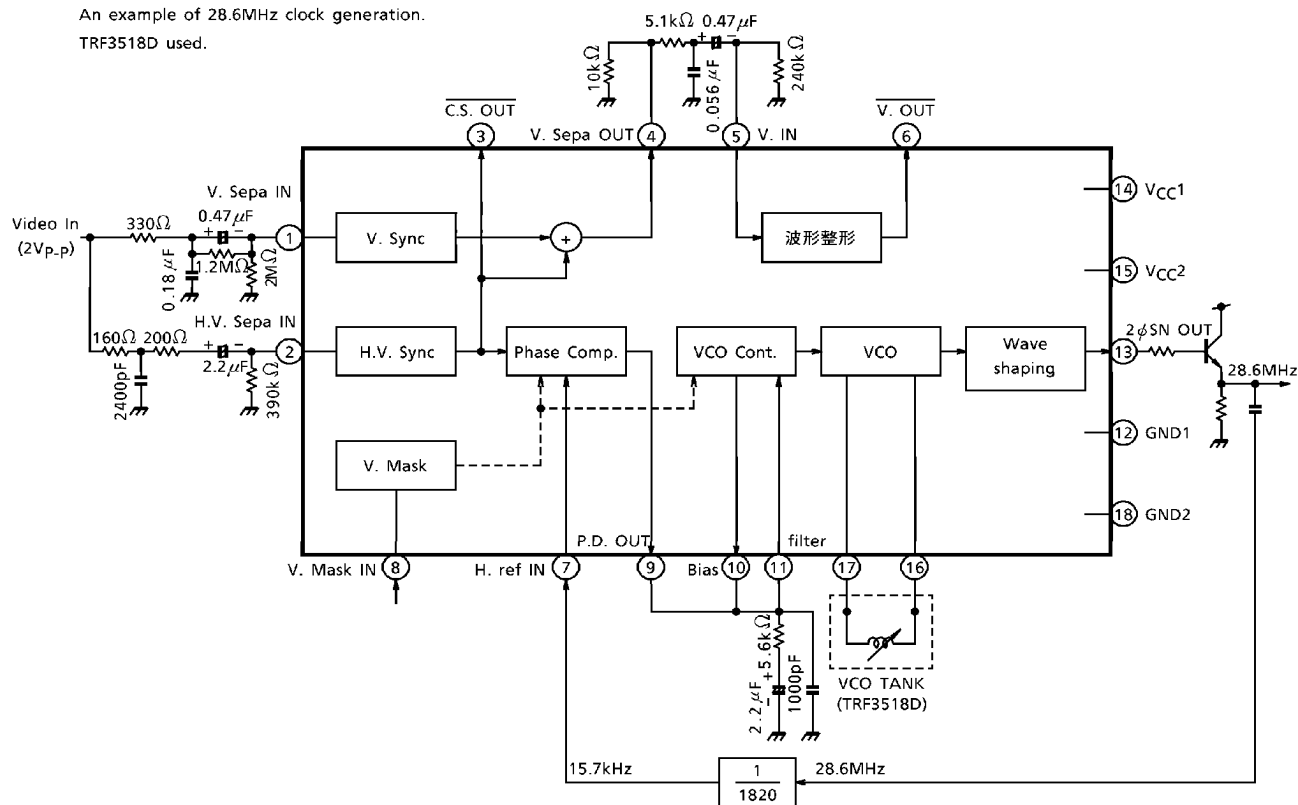 An example of 28.6MHz clock generation.
TRF3518D used.
5.1kΩ 0.47μF
+ −
10kΩ
0.056μF
240kΩ
C.S. OUT
V. Sepa OUT
V. IN
V. OUT
3
4
5
6
V. Sepa IN
Video In
(2VP-P)
330Ω
0.47μF
+ −
1.2MΩ
0.18μF
2MΩ
1
V. Sync
+
波形整形
14 VCC1
15 VCC2
H.V. Sepa IN
160Ω 200Ω
+ −
2.2μF
2400pF
390kΩ
2
H.V. Sync
Phase Comp.
VCO Cont.
VCO
Wave
shaping
2φSN OUT
13
28.6MHz
12 GND1
V. Mask
18 GND2
P.D. OUT
filter
V. Mask IN 8
H. ref IN 7
9
Bias 10
11
17
16
+5.6kΩ
2.2μF
−
1000pF
VCO TANK
(TRF3518D)
15.7kHz
1
1820
28.6MHz